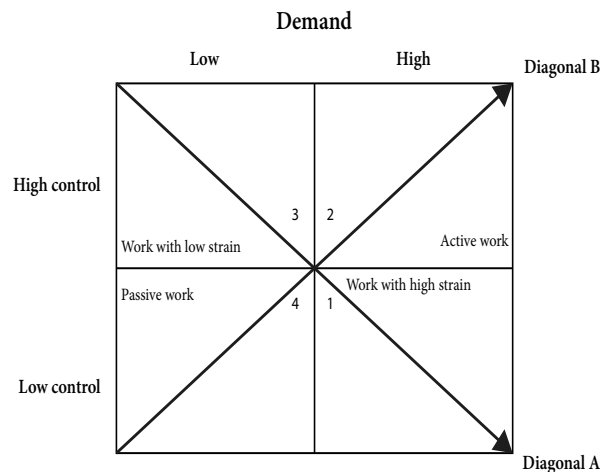 Demand
Low High
Diagonal B
High control
3 2
Work with low strain Active work
Passive work Work with high strain
4 1
Low control
Diagonal A